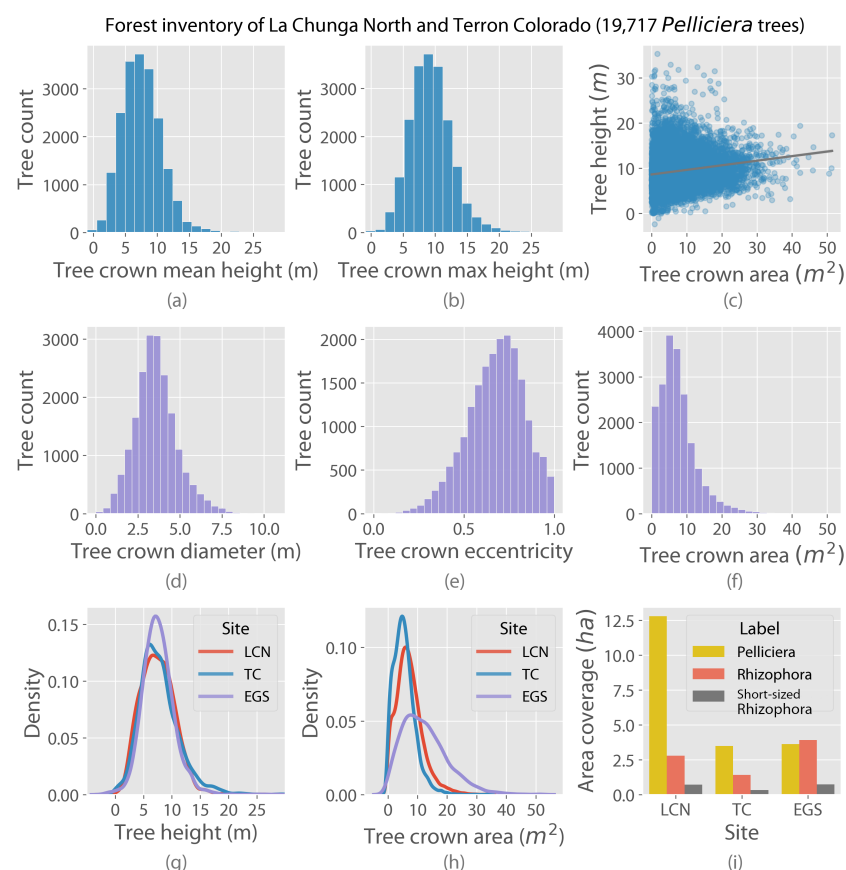 Forest inventory of La Chunga North and Terron Colorado (19,717 Pelliciera trees)
Tree count
3000
2000
1000
0
0 5 10 15 20 25
Tree crown mean height (m)
(a)
Tree count
3000
2000
1000
0
0 5 10 15 20 25
Tree crown max height (m)
(b)
Tree height (m)
30
20
10
0
0 10 20 30 40 50
Tree crown area (m²)
(c)
Tree count
3000
2000
1000
0
0.0 2.5 5.0 7.5 10.0
Tree crown diameter (m)
(d)
Tree count
2000
1500
1000
500
0
0.0 0.5 1.0
Tree crown eccentricity
(e)
Tree count
4000
3000
2000
1000
0
0 10 20 30 40 50
Tree crown area (m²)
(f)
Density
0.15
0.10
0.05
0.00
Site
LCN
TC
EGS
0 5 10 15 20 25
Tree height (m)
(g)
Density
0.10
0.05
0.00
Site
LCN
TC
EGS
0 10 20 30 40 50
Tree crown area (m²)
(h)
Area coverage (ha)
12.5
10.0
7.5
5.0
2.5
0.0
Label
Pelliciera
Rhizophora
Short-sized
Rhizophora
LCN TC EGS
Site
(i)